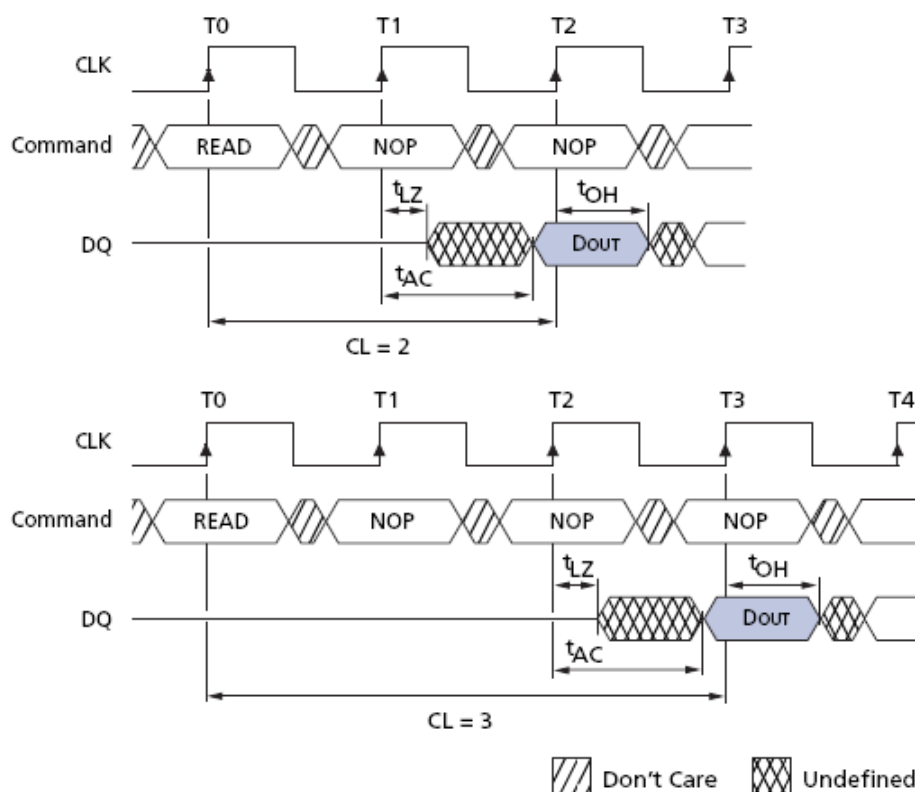 T0 T1 T2 T3
CLK
Command READ NOP NOP
tLZ tOH
DQ DOUT
tAC
CL = 2
T0 T1 T2 T3 T4
CLK
Command READ NOP NOP NOP
tLZ tOH
DQ DOUT
tAC
CL = 3
Don't Care Undefined